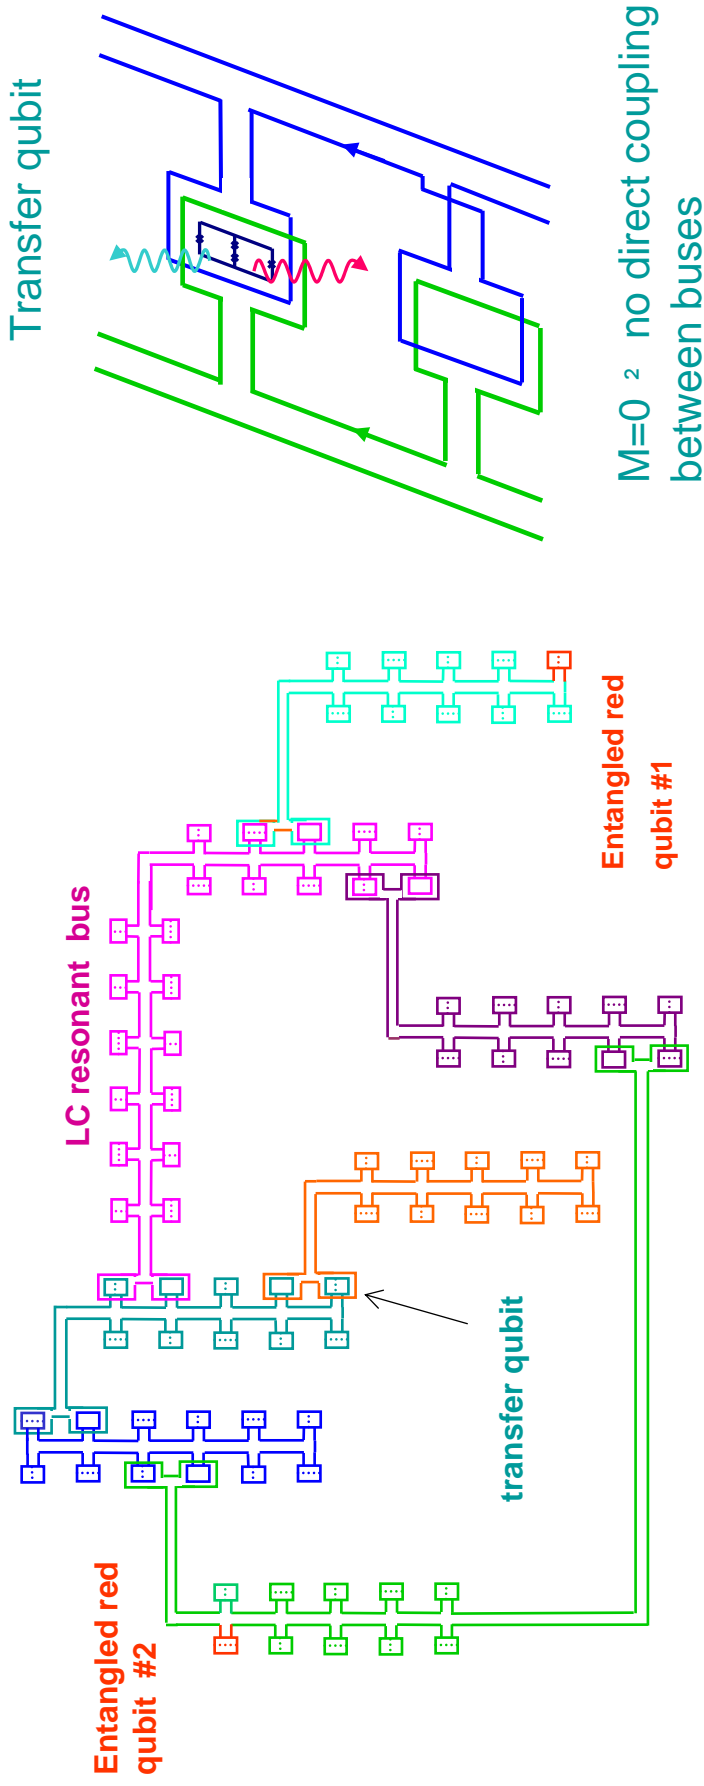 Transfer qubit
M=0 ² no direct coupling
between buses
LC resonant bus
Entangled red
qubit #1
transfer qubit
Entangled red
qubit #2